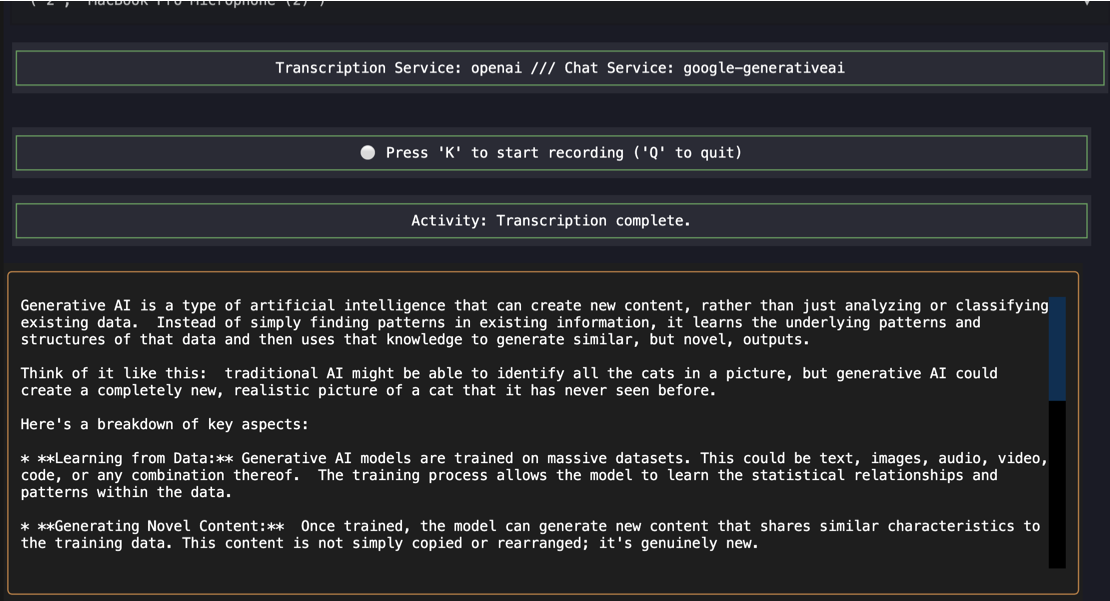 ( 2 , 'MacBook Pro Microphone (2)')
Transcription Service: openai /// Chat Service: google-generativeai
Press 'K' to start recording ('Q' to quit)
Activity: Transcription complete.
Generative AI is a type of artificial intelligence that can create new content, rather than just analyzing or classifying
existing data.  Instead of simply finding patterns in existing information, it learns the underlying patterns and
structures of that data and then uses that knowledge to generate similar, but novel, outputs.
Think of it like this:  traditional AI might be able to identify all the cats in a picture, but generative AI could
create a completely new, realistic picture of a cat that it has never seen before.
Here's a breakdown of key aspects:
* **Learning from Data:** Generative AI models are trained on massive datasets. This could be text, images, audio, video,
code, or any combination thereof.  The training process allows the model to learn the statistical relationships and
patterns within the data.
* **Generating Novel Content:**  Once trained, the model can generate new content that shares similar characteristics to
the training data. This content is not simply copied or rearranged; it's genuinely new.